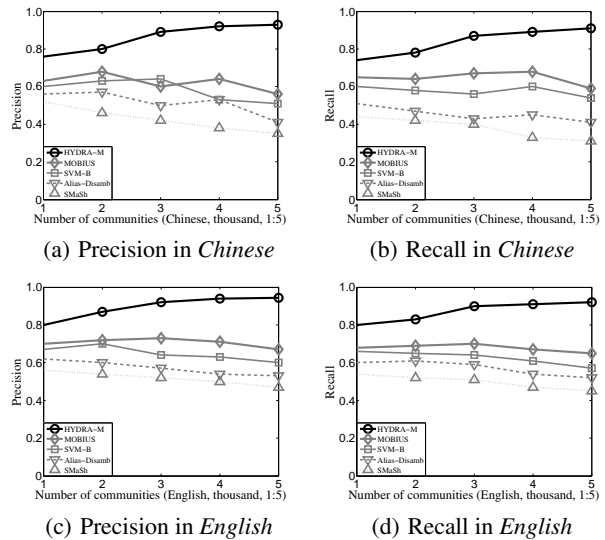 1.0
0.8
0.6
0.4
0.2
0
Precision
HYDRA−M
MOBIUS
SVM−B
Alias−Disamb
SMaSh
1 2 3 4 5
Number of communities (Chinese, thousand, 1:5)
(a) Precision in Chinese
1.0
0.8
0.6
0.4
0.2
0
Recall
HYDRA−M
MOBIUS
SVM−B
Alias−Disamb
SMaSh
1 2 3 4 5
Number of communities (Chinese, thousand, 1:5)
(b) Recall in Chinese
1.0
0.8
0.6
0.4
0.2
0
Precision
HYDRA−M
MOBIUS
SVM−B
Alias−Disamb
SMaSh
1 2 3 4 5
Number of communities (English, thousand, 1:5)
(c) Precision in English
1.0
0.8
0.6
0.4
0.2
0
Recall
HYDRA−M
MOBIUS
SVM−B
Alias−Disamb
SMaSh
1 2 3 4 5
Number of communities (English, thousand, 1:5)
(d) Recall in English